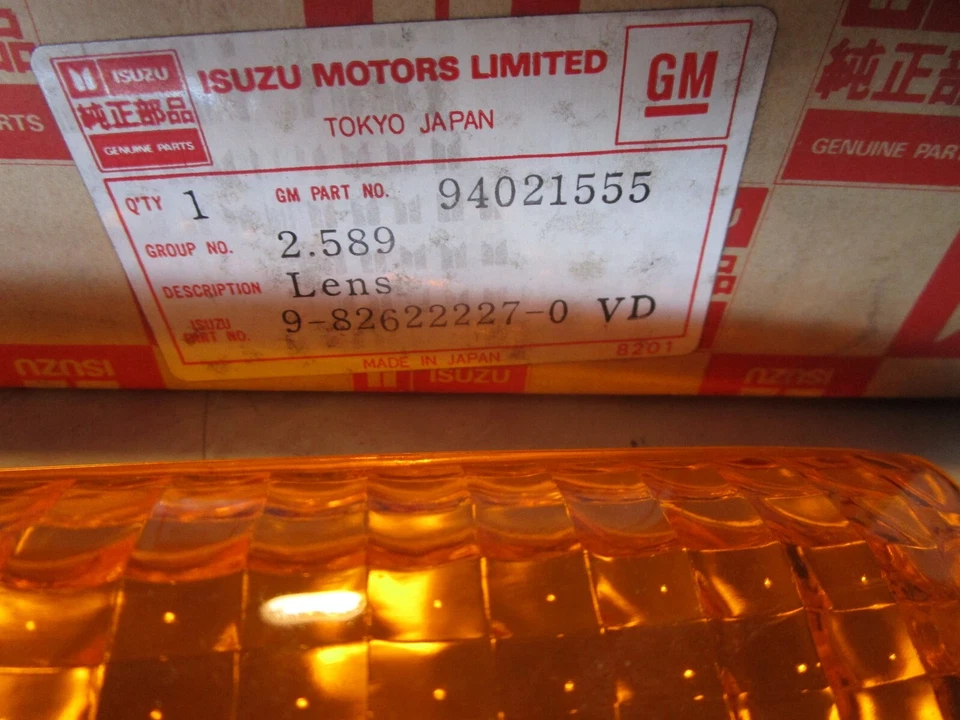 ISUZU
純正部品
GENUINE PARTS
ISUZU MOTORS LIMITED
TOKYO JAPAN
GM
Q'TY 1 GM PART NO. 94021555
GROUP NO. 2.589
DESCRIPTION Lens
ISUZU PART NO. 9-82622227-0 VD
MADE IN JAPAN 8201
RTS
純正部
GENUINE PAR
ISUZU
ISUZU
ISUZU